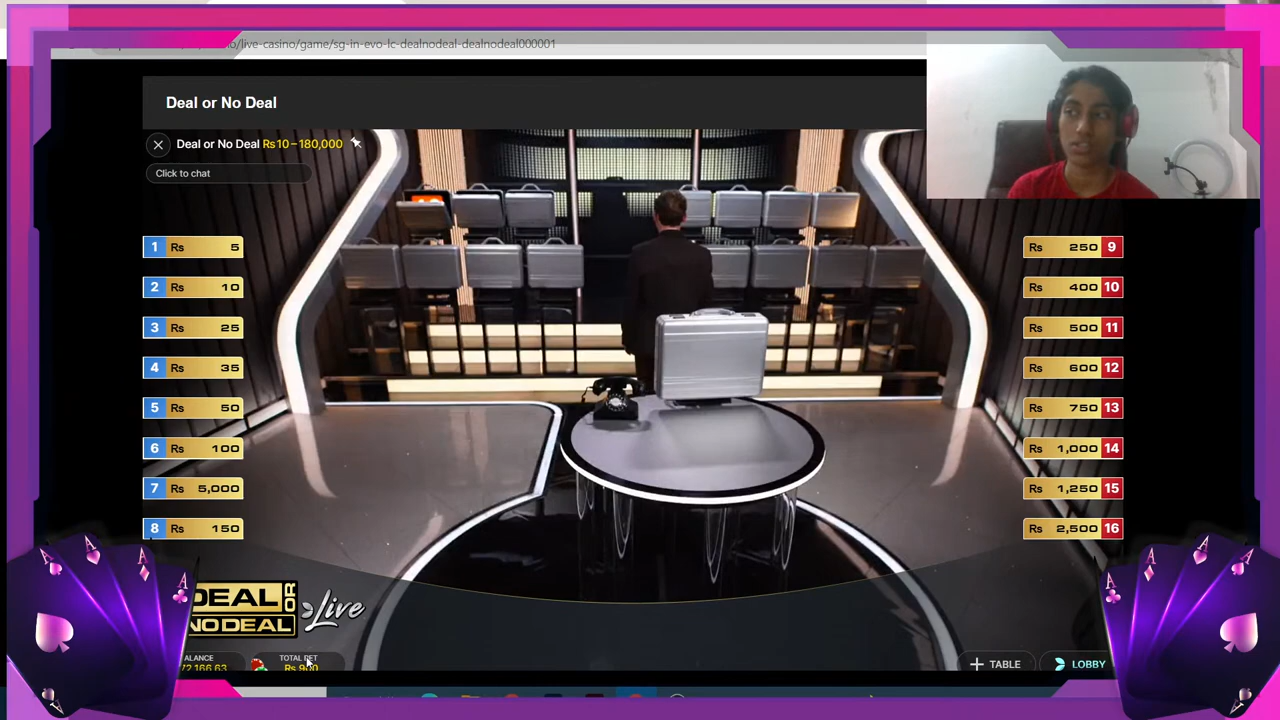 live-casino/game/sg-in-evo-lc-dealnodeal-dealnodeal000001
Deal or No Deal
Deal or No Deal Rs10–180,000
Click to chat
1 Rs 5
2 Rs 10
3 Rs 25
4 Rs 35
5 Rs 50
6 Rs 100
7 Rs 5,000
8 Rs 150
Rs 250 9
Rs 400 10
Rs 500 11
Rs 600 12
Rs 750 13
Rs 1,000 14
Rs 1,250 15
Rs 2,500 16
DEAL OR
NO DEAL
Live
TOTAL BET
Rs 900
TABLE
LOBBY
A
A
A
A
A
A
A
A